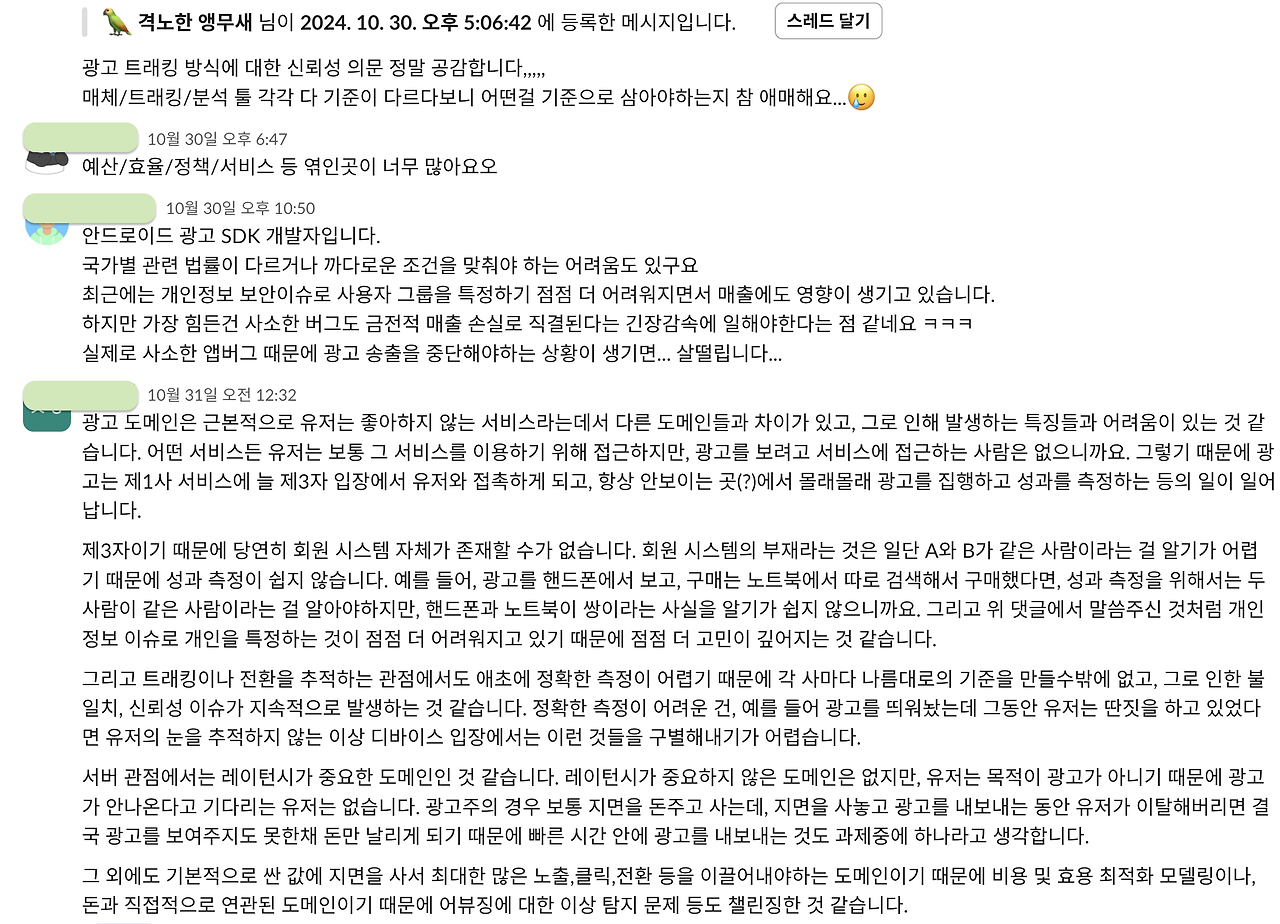 격노한 앵무새 님이 2024. 10. 30. 오후 5:06:42 에 등록한 메시지입니다.
스레드 달기
광고 트래킹 방식에 대한 신뢰성 의문 정말 공감합니다,,,,,
매체/트래킹/분석 툴 각각 다 기준이 다르다보니 어떤걸 기준으로 삼아야하는지 참 애매해요...🥲
10월 30일 오후 6:47
예산/효율/정책/서비스 등 엮인곳이 너무 많아요오
10월 30일 오후 10:50
안드로이드 광고 SDK 개발자입니다.
국가별 관련 법률이 다르거나 까다로운 조건을 맞춰야 하는 어려움도 있구요
최근에는 개인정보 보안이슈로 사용자 그룹을 특정하기 점점 더 어려워지면서 매출에도 영향이 생기고 있습니다.
하지만 가장 힘든건 사소한 버그도 금전적 매출 손실로 직결된다는 긴장감속에 일해야한다는 점 같네요 ㅋㅋㅋ
실제로 사소한 앱버그 때문에 광고 송출을 중단해야하는 상황이 생기면... 살떨립니다...
10월 31일 오전 12:32
광고 도메인은 근본적으로 유저는 좋아하지 않는 서비스라는데서 다른 도메인들과 차이가 있고, 그로 인해 발생하는 특징들과 어려움이 있는 것 같
습니다. 어떤 서비스든 유저는 보통 그 서비스를 이용하기 위해 접근하지만, 광고를 보려고 서비스에 접근하는 사람은 없으니까요. 그렇기 때문에 광
고는 제1사 서비스에 늘 제3자 입장에서 유저와 접촉하게 되고, 항상 안보이는 곳(?)에서 몰래몰래 광고를 집행하고 성과를 측정하는 등의 일이 일어
납니다.
제3자이기 때문에 당연히 회원 시스템 자체가 존재할 수가 없습니다. 회원 시스템의 부재라는 것은 일단 A와 B가 같은 사람이라는 걸 알기가 어렵
기 때문에 성과 측정이 쉽지 않습니다. 예를 들어, 광고를 핸드폰에서 보고, 구매는 노트북에서 따로 검색해서 구매했다면, 성과 측정을 위해서는 두
사람이 같은 사람이라는 걸 알아야하지만, 핸드폰과 노트북이 쌍이라는 사실을 알기가 쉽지 않으니까요. 그리고 위 댓글에서 말씀주신 것처럼 개인
정보 이슈로 개인을 특정하는 것이 점점 더 어려워지고 있기 때문에 점점 더 고민이 깊어지는 것 같습니다.
그리고 트래킹이나 전환을 추적하는 관점에서도 애초에 정확한 측정이 어렵기 때문에 각 사마다 나름대로의 기준을 만들수밖에 없고, 그로 인한 불
일치, 신뢰성 이슈가 지속적으로 발생하는 것 같습니다. 정확한 측정이 어려운 건, 예를 들어 광고를 띄워놨는데 그동안 유저는 딴짓을 하고 있었다
면 유저의 눈을 추적하지 않는 이상 디바이스 입장에서는 이런 것들을 구별해내기가 어렵습니다.
서버 관점에서는 레이턴시가 중요한 도메인인 것 같습니다. 레이턴시가 중요하지 않은 도메인은 없지만, 유저는 목적이 광고가 아니기 때문에 광고
가 안나온다고 기다리는 유저는 없습니다. 광고주의 경우 보통 지면을 돈주고 사는데, 지면을 사놓고 광고를 내보내는 동안 유저가 이탈해버리면 결
국 광고를 보여주지도 못한채 돈만 날리게 되기 때문에 빠른 시간 안에 광고를 내보내는 것도 과제중에 하나라고 생각합니다.
그 외에도 기본적으로 싼 값에 지면을 사서 최대한 많은 노출,클릭,전환 등을 이끌어내야하는 도메인이기 때문에 비용 및 효용 최적화 모델링이나,
돈과 직접적으로 연관된 도메인이기 때문에 어뷰징에 대한 이상 탐지 문제 등도 챌린징한 것 같습니다.